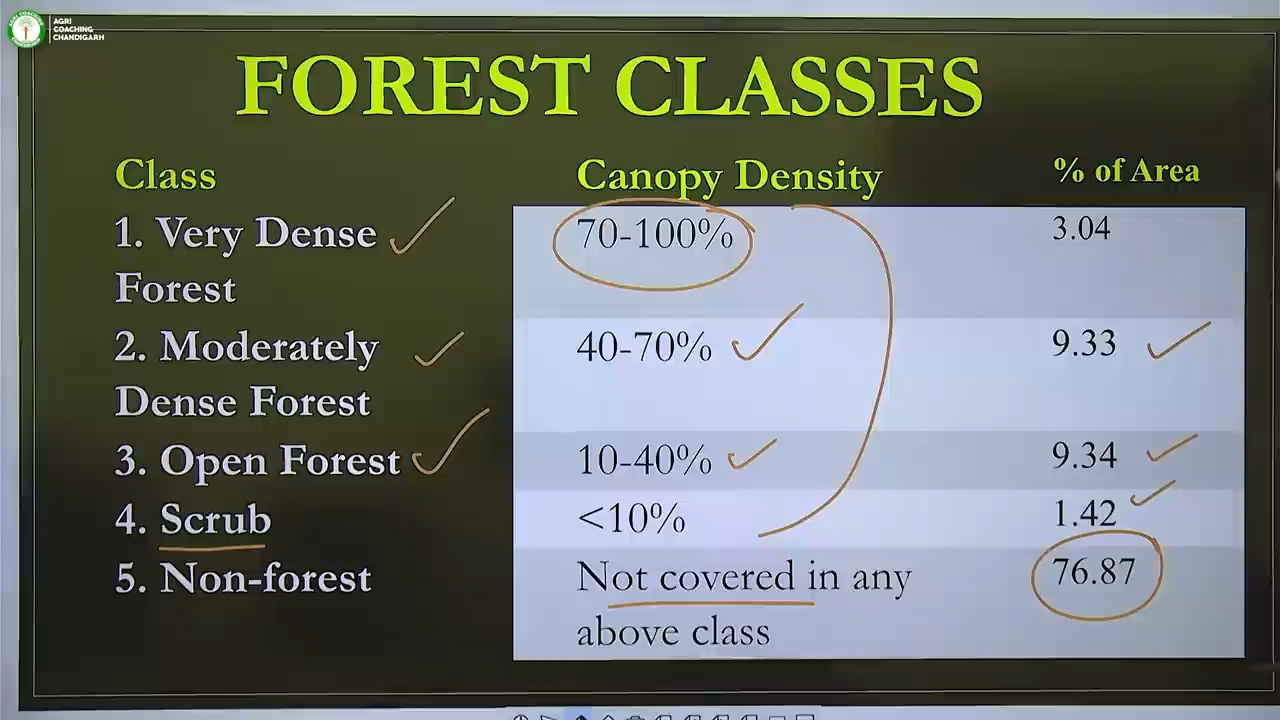 AGRI
COACHING
CHANDIGARH
FOREST CLASSES
Class Canopy Density % of Area
1. Very Dense 70-100% 3.04
Forest
2. Moderately 40-70% 9.33
Dense Forest
3. Open Forest 10-40% 9.34
4. Scrub <10% 1.42
5. Non-forest Not covered in any 76.87
above class